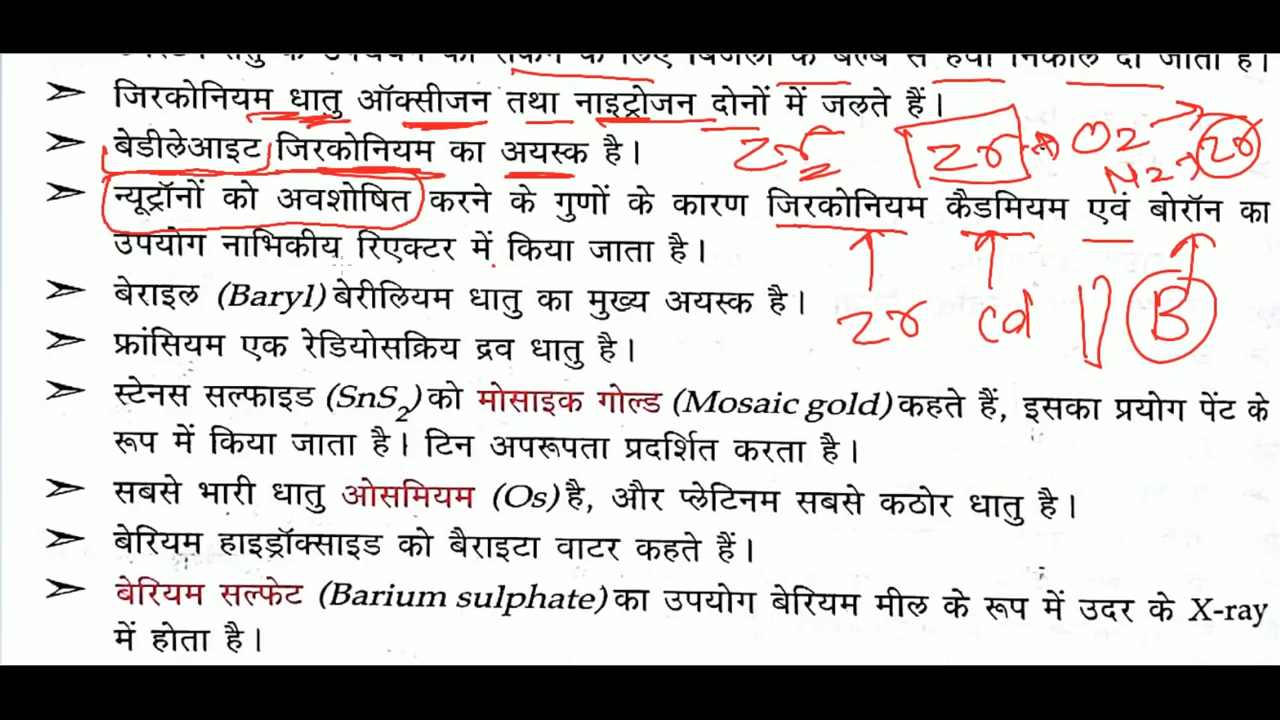 के लिए बिजली के बल्ब से हवा निकाल दी जाती है।
➢ जिरकोनियम धातु ऑक्सीजन तथा नाइट्रोजन दोनों में जलते हैं।
➢ बेडीलेआइट जिरकोनियम का अयस्क है।
Zr Zr O2
N2 Zr
➢ न्यूट्रॉनों को अवशोषित करने के गुणों के कारण जिरकोनियम कैडमियम एवं बोरॉन का
उपयोग नाभिकीय रिएक्टर में किया जाता है।
➢ बेराइल (Baryl) बेरीलियम धातु का मुख्य अयस्क है।
Zr Cd B
➢ फ्रांसियम एक रेडियोसक्रिय द्रव धातु है।
➢ स्टेनस सल्फाइड (SnS₂) को मोसाइक गोल्ड (Mosaic gold) कहते हैं, इसका प्रयोग पेंट के
रूप में किया जाता है। टिन अपरूपता प्रदर्शित करता है।
➢ सबसे भारी धातु ओसमियम (Os) है, और प्लेटिनम सबसे कठोर धातु है।
➢ बेरियम हाइड्रॉक्साइड को बैराइटा वाटर कहते हैं।
➢ बेरियम सल्फेट (Barium sulphate) का उपयोग बेरियम मील के रूप में उदर के X-ray
में होता है।